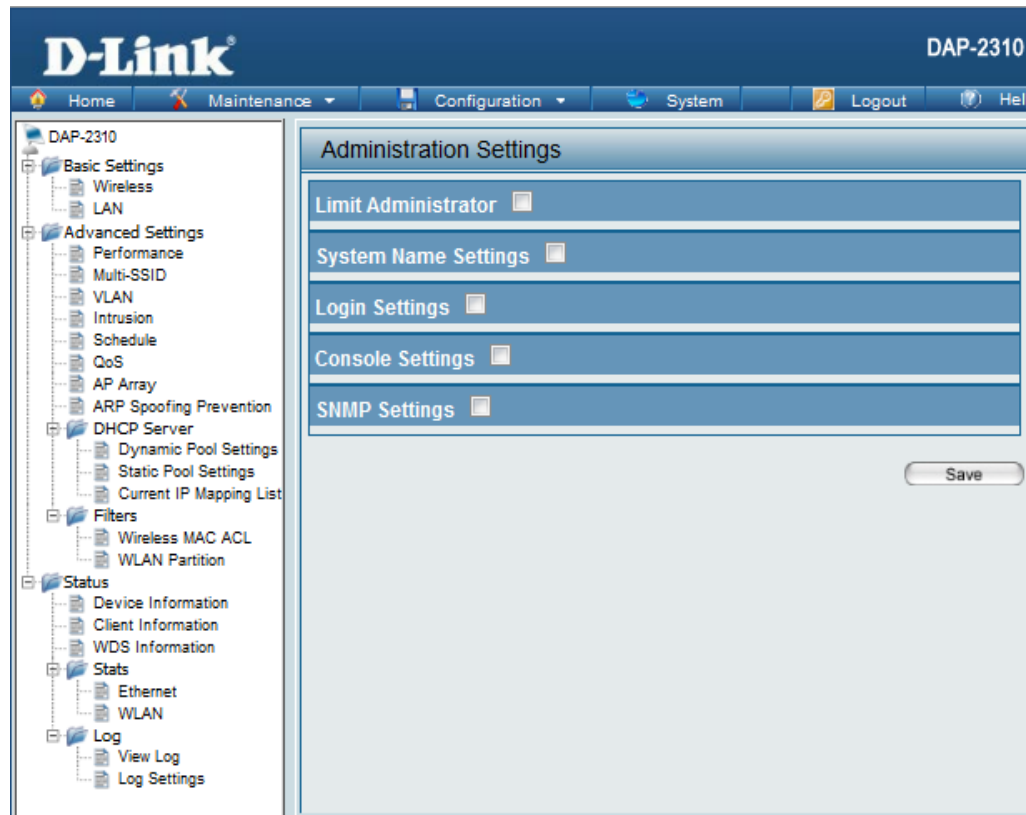 D-Link
DAP-2310
Home Maintenance Configuration System Logout Hel
DAP-2310
Basic Settings
Wireless
LAN
Advanced Settings
Performance
Multi-SSID
VLAN
Intrusion
Schedule
QoS
AP Array
ARP Spoofing Prevention
DHCP Server
Dynamic Pool Settings
Static Pool Settings
Current IP Mapping List
Filters
Wireless MAC ACL
WLAN Partition
Status
Device Information
Client Information
WDS Information
Stats
Ethernet
WLAN
Log
View Log
Log Settings
Administration Settings
Limit Administrator
System Name Settings
Login Settings
Console Settings
SNMP Settings
Save